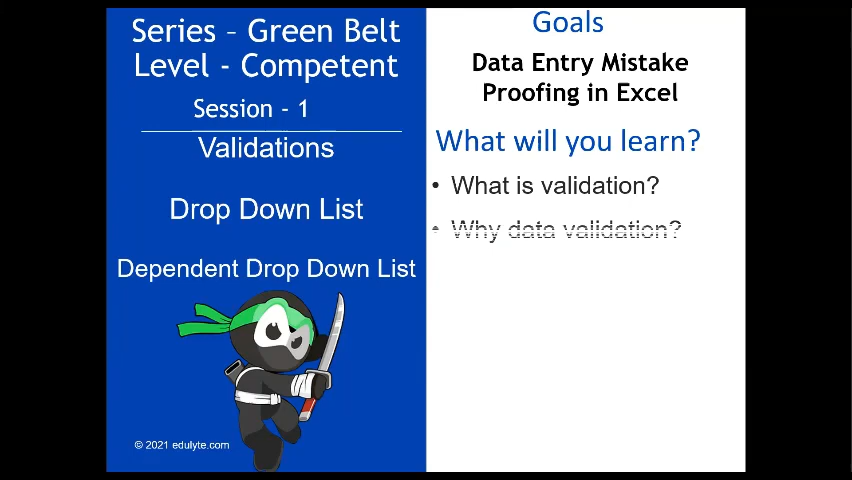 Series – Green Belt
Level - Competent
Session - 1
Validations
Drop Down List
Dependent Drop Down List
© 2021 edulyte.com
Goals
Data Entry Mistake
Proofing in Excel
What will you learn?
• What is validation?
• Why data validation?